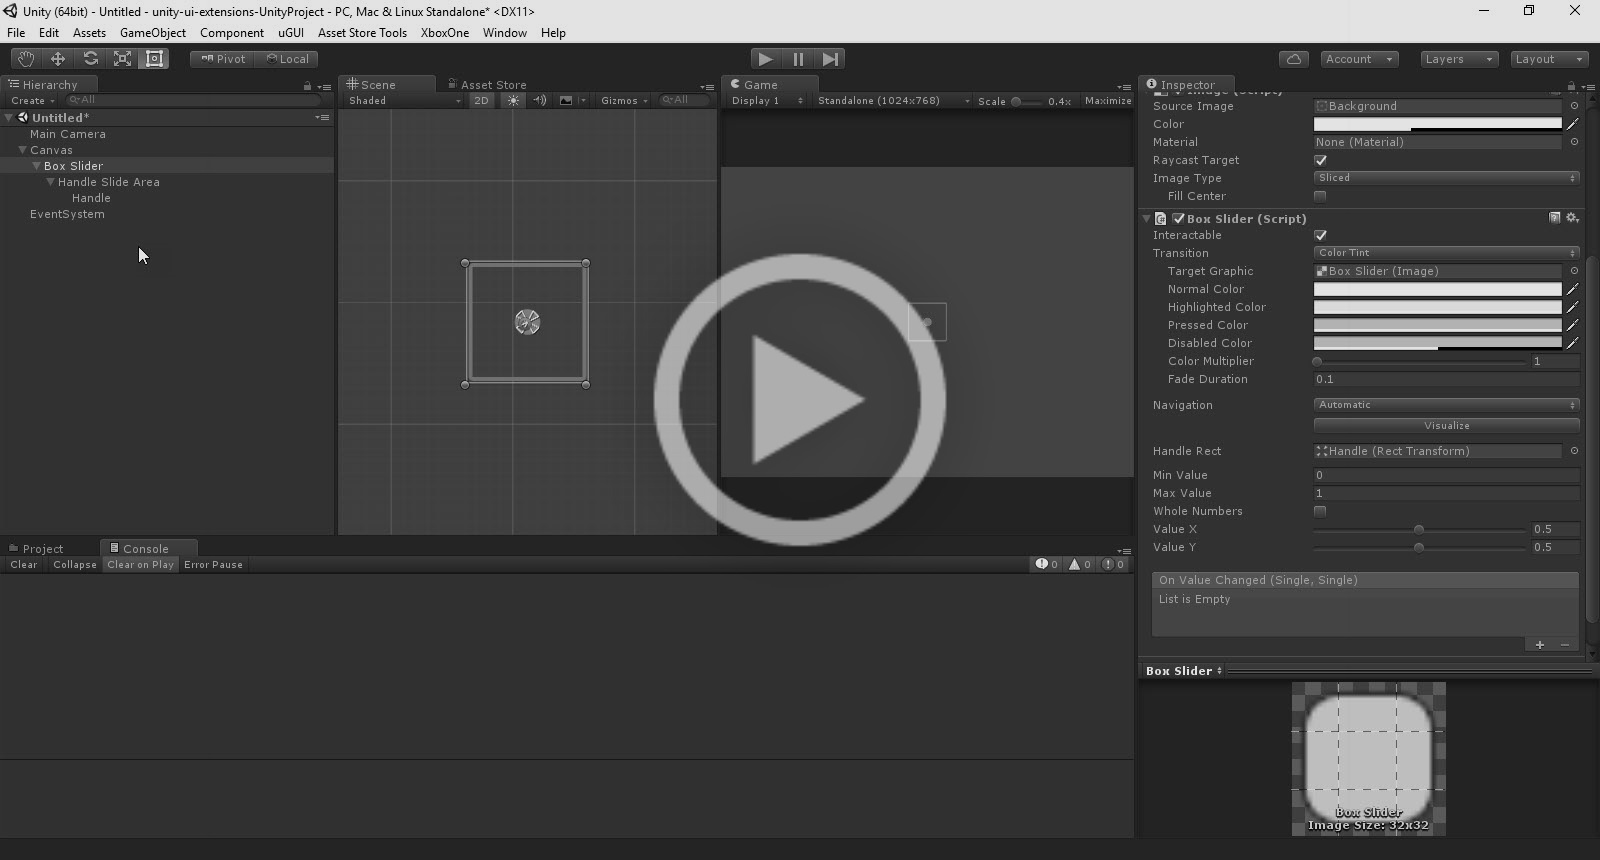 Unity (64bit) - Untitled - unity-ui-extensions-UnityProject - PC, Mac & Linux Standalone* <DX11>
File Edit Assets GameObject Component uGUI Asset Store Tools XboxOne Window Help
Pivot Local Account Layers Layout
Hierarchy
Create All
Untitled*
Main Camera
Canvas
Box Slider
Handle Slide Area
Handle
EventSystem
Scene Asset Store
Shaded 2D Gizmos All
Game
Display 1 Standalone (1024x768) Scale 0.4x Maximize
Inspector
Image (Script)
Source Image Background
Color
Material None (Material)
Raycast Target
Image Type Sliced
Fill Center
Box Slider (Script)
Interactable
Transition Color Tint
Target Graphic Box Slider (Image)
Normal Color
Highlighted Color
Pressed Color
Disabled Color
Color Multiplier 1
Fade Duration 0.1
Navigation Automatic
Visualize
Handle Rect Handle (Rect Transform)
Min Value 0
Max Value 1
Whole Numbers
Value X 0.5
Value Y 0.5
On Value Changed (Single, Single)
List is Empty
Box Slider
Box Slider
Image Size: 32x32
Project Console
Clear Collapse Clear on Play Error Pause 0 0 0